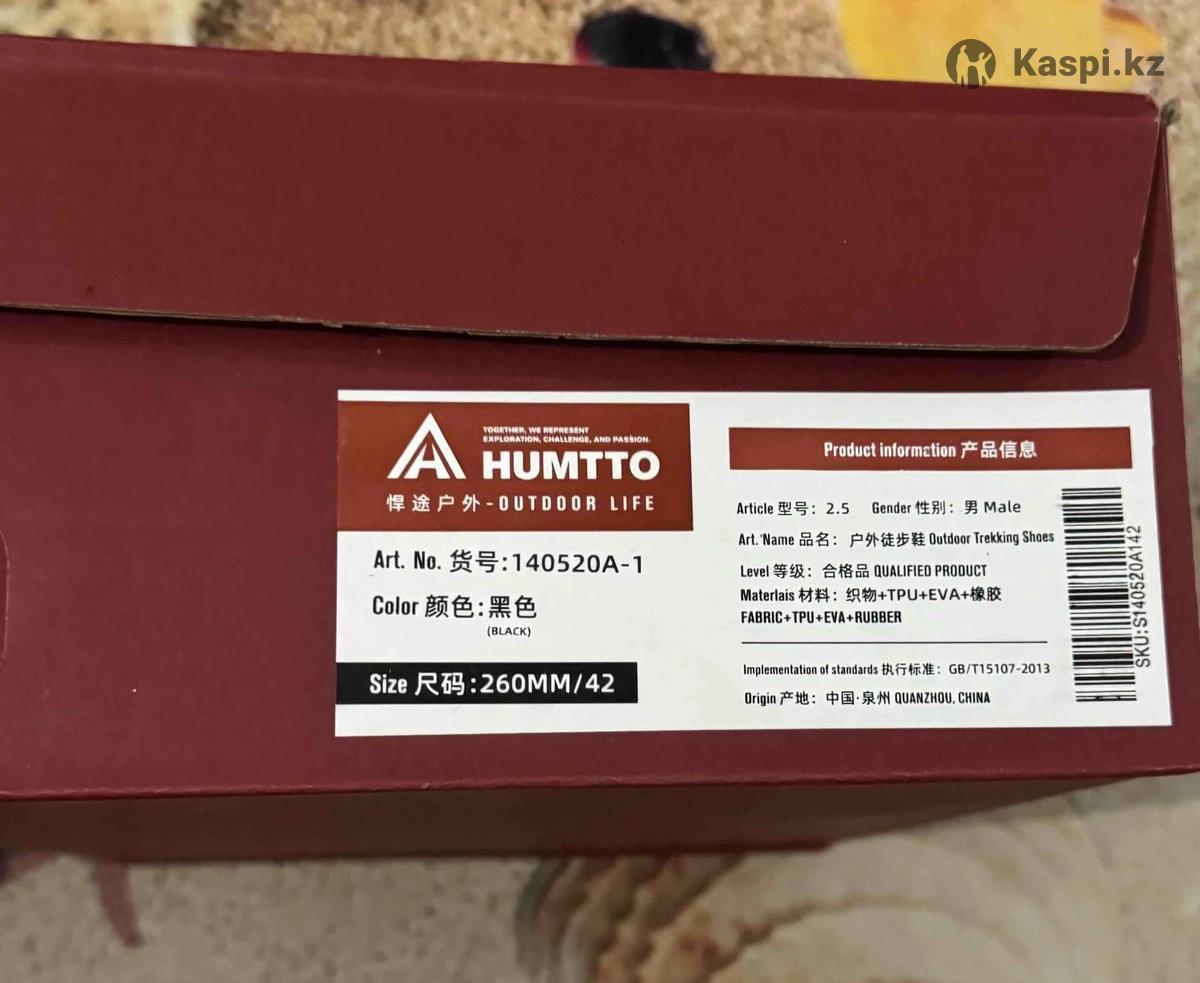 Kaspi.kz
TOGETHER, WE REPRESENT
EXPLORATION, CHALLENGE, AND PASSION.
HUMTTO
悍途户外-OUTDOOR LIFE
Art. No. 货号:140520A-1
Color 颜色:黑色
(BLACK)
Size 尺码:260MM/42
Product information 产品信息
Article 型号: 2.5 Gender 性别: 男 Male
Art.'Name 品名: 户外徒步鞋 Outdoor Trekking Shoes
Level 等级: 合格品 QUALIFIED PRODUCT
Materlais 材料: 织物+TPU+EVA+橡胶
FABRIC+TPU+EVA+RUBBER
Implementation of standards 执行标准: GB/T15107-2013
Origin 产地: 中国·泉州 QUANZHOU, CHINA
SKU:S140520A142